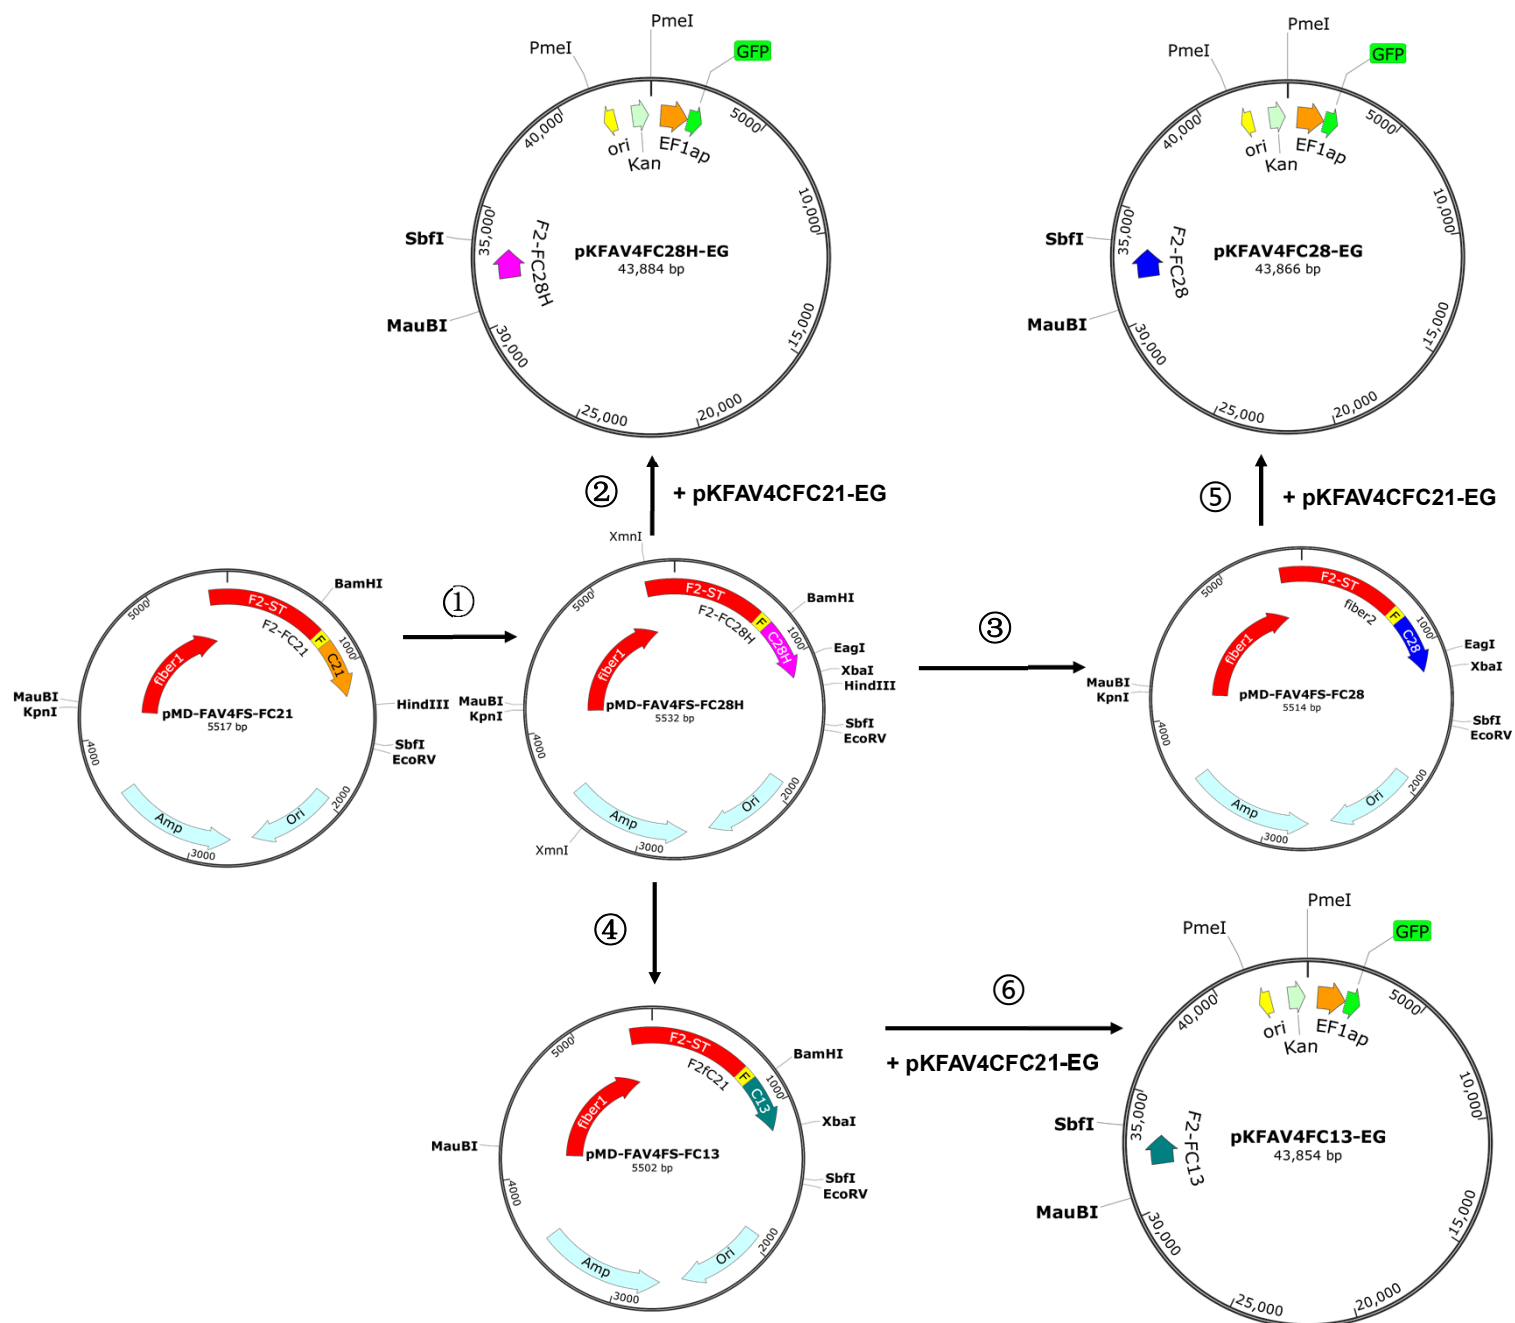 PmeI
PmeI
GFP
40,000
5000
ori
Kan
EF1ap
10,000
35,000
SbfI
F2-FC28H
pKFAV4FC28H-EG
43,884 bp
MauBI
30,000
15,000
25,000
20,000
PmeI
PmeI
GFP
40,000
5000
ori
Kan
EF1ap
10,000
35,000
SbfI
F2-FC28
pKFAV4FC28-EG
43,866 bp
MauBI
30,000
15,000
25,000
20,000
② + pKFAV4CFC21-EG
⑤ + pKFAV4CFC21-EG
BamHI
5000
F2-ST
F2-FC21
F
C21
1000
fiber1
MauBI
KpnI
HindIII
pMD-FAV4FS-FC21
5517 bp
SbfI
EcoRV
4000
2000
Amp
Ori
3000
①
XmnI
5000
F2-ST
BamHI
F2-FC28H
F
C28H
1000
EagI
fiber1
XbaI
HindIII
MauBI
KpnI
pMD-FAV4FS-FC28H
5532 bp
SbfI
EcoRV
4000
2000
Amp
Ori
XmnI
3000
③
5000
F2-ST
fiber2
F
C28
1000
EagI
XbaI
fiber1
MauBI
KpnI
pMD-FAV4FS-FC28
5514 bp
SbfI
EcoRV
4000
2000
Amp
Ori
3000
④
5000
F2-ST
BamHI
F2fC21
F
C13
1000
XbaI
fiber1
MauBI
pMD-FAV4FS-FC13
5502 bp
SbfI
EcoRV
4000
2000
Amp
Ori
3000
⑥
+ pKFAV4CFC21-EG
PmeI
PmeI
GFP
40,000
5000
ori
Kan
EF1ap
10,000
35,000
SbfI
F2-FC13
pKFAV4FC13-EG
43,854 bp
MauBI
30,000
15,000
25,000
20,000